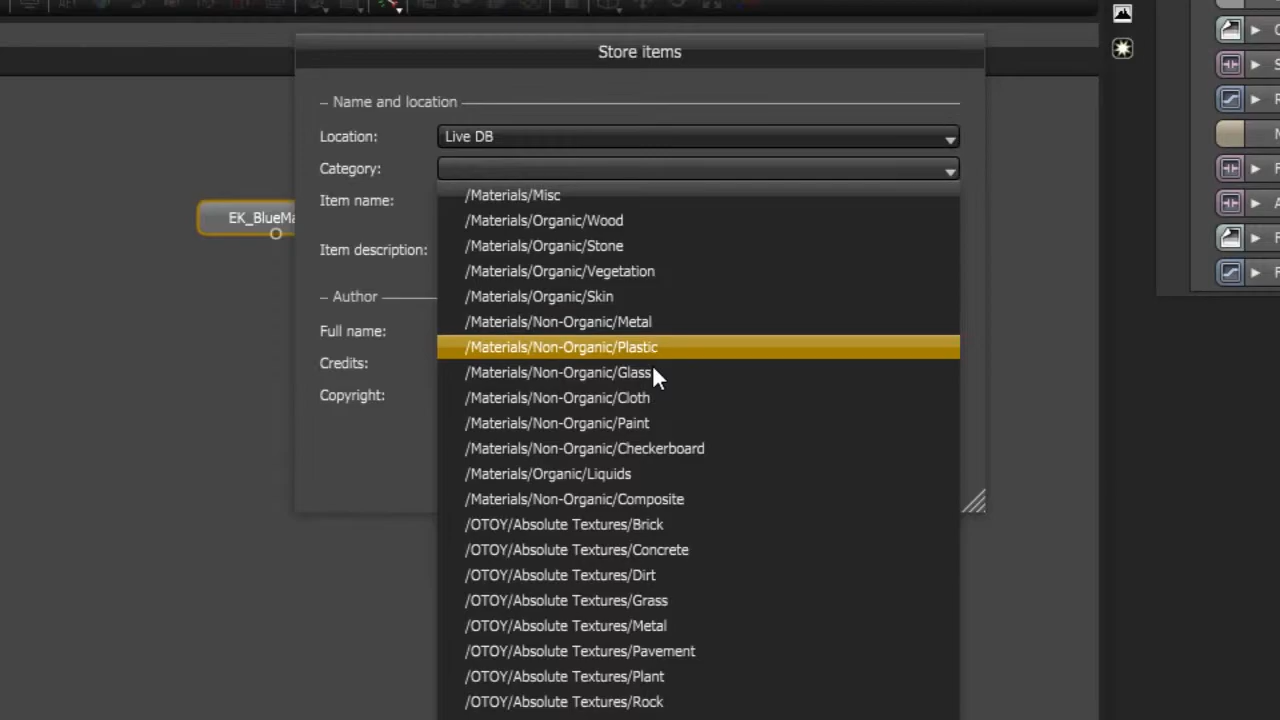 Store items
Name and location
Location:
Live DB
Category:
Item name:
Item description:
Author
Full name:
Credits:
Copyright:
EK_BlueMa
/Materials/Misc
/Materials/Organic/Wood
/Materials/Organic/Stone
/Materials/Organic/Vegetation
/Materials/Organic/Skin
/Materials/Non-Organic/Metal
/Materials/Non-Organic/Plastic
/Materials/Non-Organic/Glass
/Materials/Non-Organic/Cloth
/Materials/Non-Organic/Paint
/Materials/Non-Organic/Checkerboard
/Materials/Organic/Liquids
/Materials/Non-Organic/Composite
/OTOY/Absolute Textures/Brick
/OTOY/Absolute Textures/Concrete
/OTOY/Absolute Textures/Dirt
/OTOY/Absolute Textures/Grass
/OTOY/Absolute Textures/Metal
/OTOY/Absolute Textures/Pavement
/OTOY/Absolute Textures/Plant
/OTOY/Absolute Textures/Rock